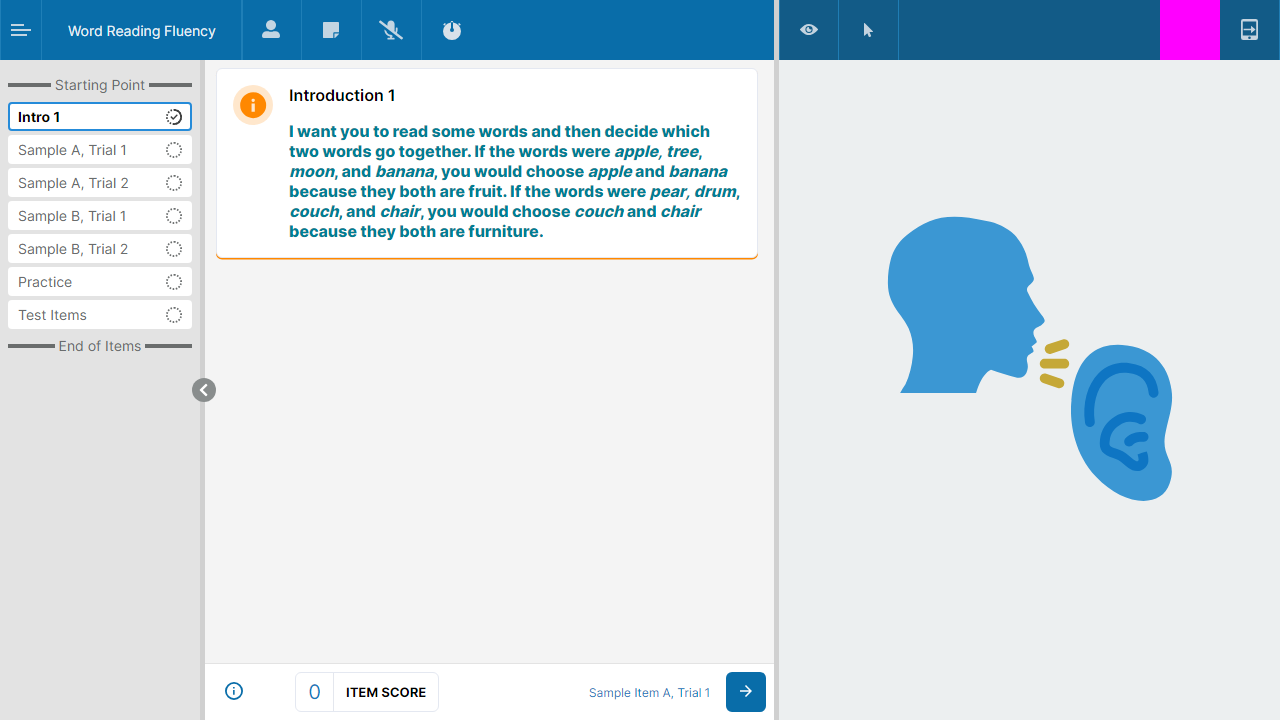 Word Reading Fluency
Starting Point
Intro 1
Sample A, Trial 1
Sample A, Trial 2
Sample B, Trial 1
Sample B, Trial 2
Practice
Test Items
End of Items
Introduction 1
I want you to read some words and then decide which
two words go together. If the words were apple, tree,
moon, and banana, you would choose apple and banana
because they both are fruit. If the words were pear, drum,
couch, and chair, you would choose couch and chair
because they both are furniture.
0 ITEM SCORE
Sample Item A, Trial 1